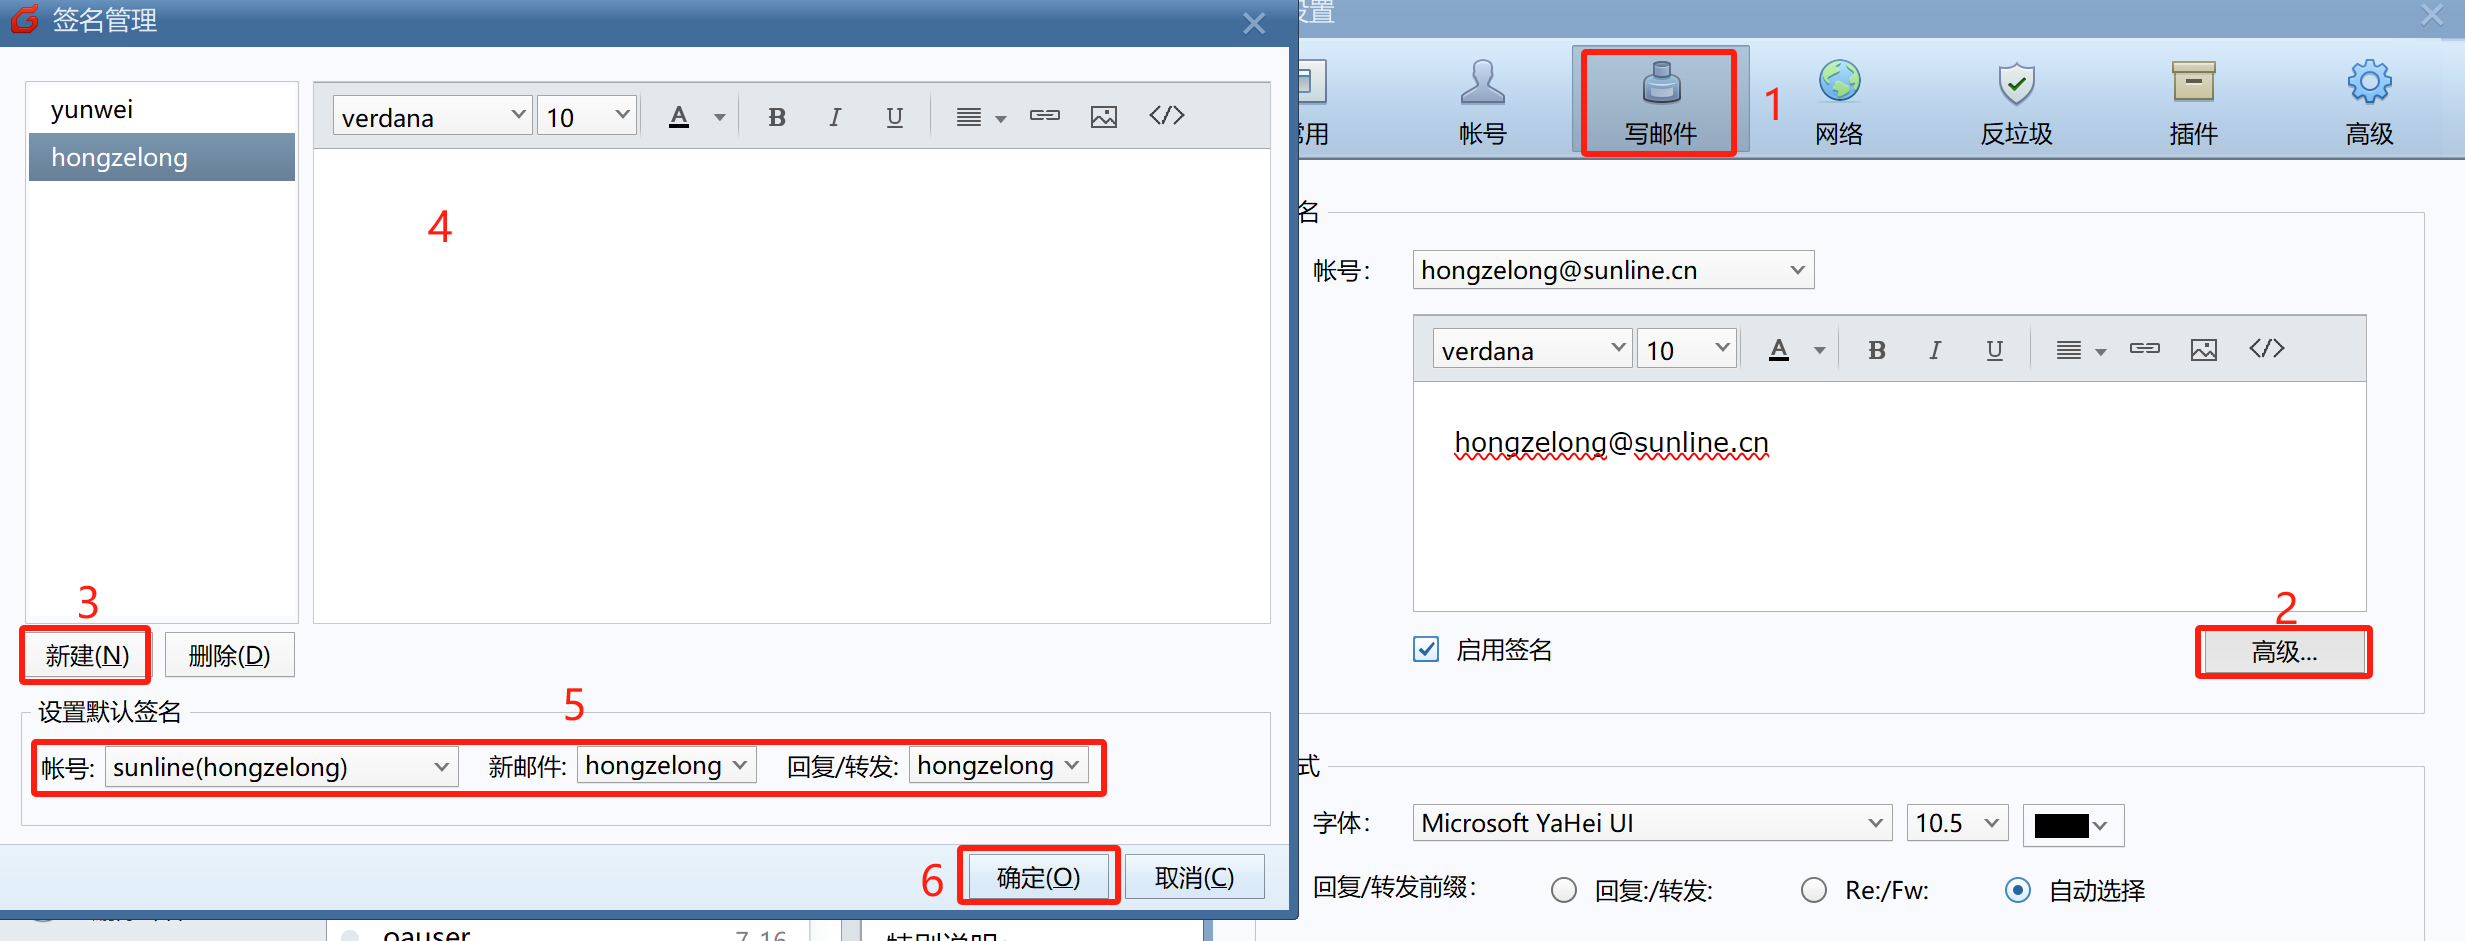 签名管理
yunwei
hongzelong
verdana
10
A
B
I
U
</>
4
3
新建(N)
删除(D)
设置默认签名
5
帐号: sunline(hongzelong) 新邮件: hongzelong 回复/转发: hongzelong
6
确定(O)
取消(C)
oauser
7-16
设置
常用
帐号
写邮件
1
网络
反垃圾
插件
高级
名
帐号:
hongzelong@sunline.cn
verdana
10
A
B
I
U
</>
hongzelong@sunline.cn
启用签名
2
高级...
式
字体:
Microsoft YaHei UI
10.5
回复/转发前缀:
回复:/转发:
Re:/Fw:
自动选择